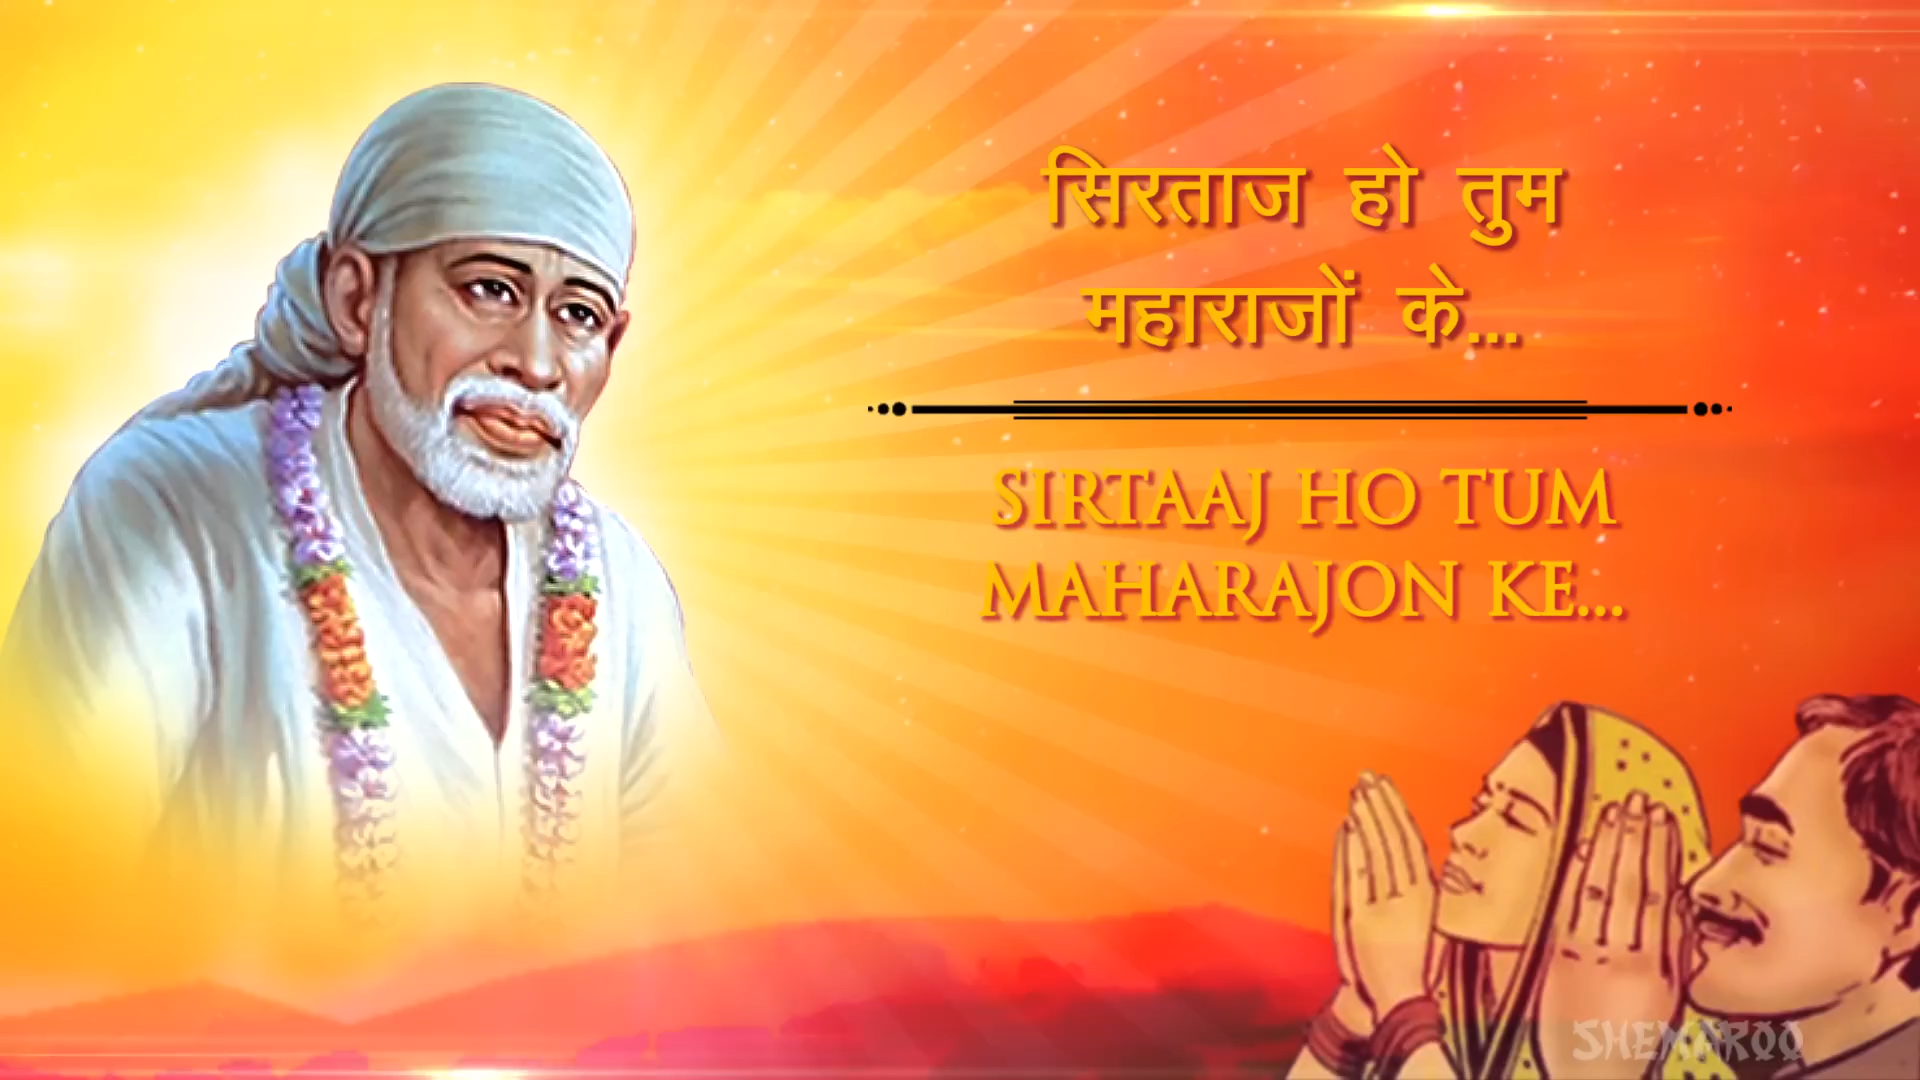 सिरताज हो तुम
महाराजों के...
SIRTAAJ HO TUM
MAHARAJON KE...
SHEMAROO